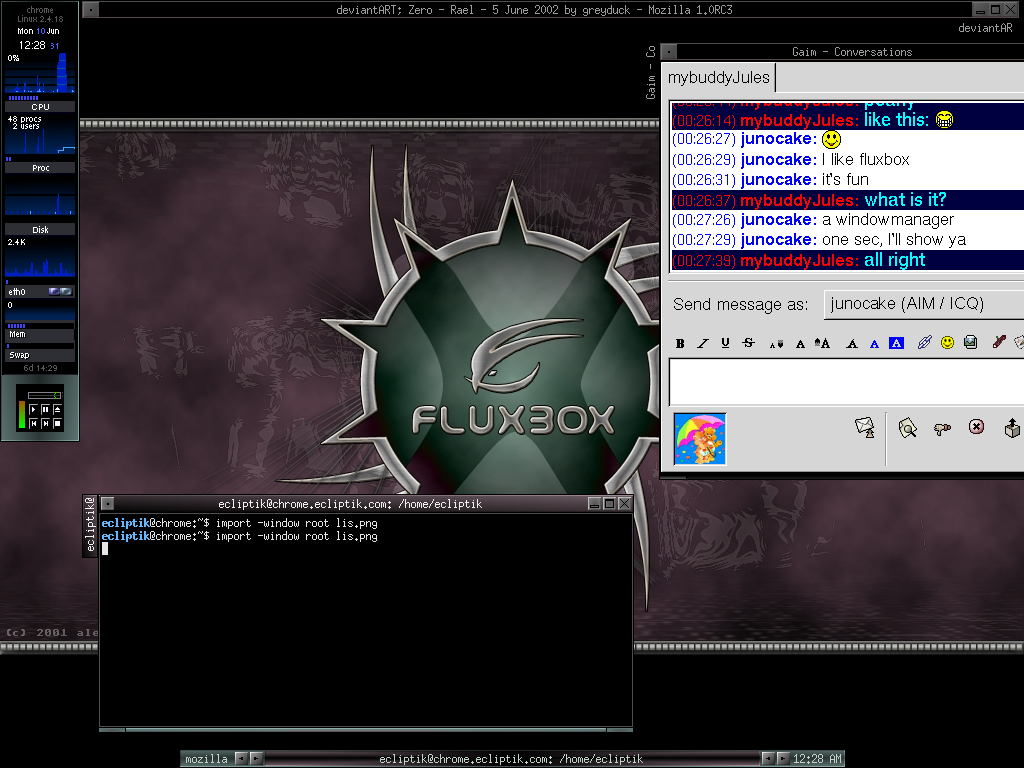 chrome
Linux 2.4.18
Mon 10 Jun
12:28 31
0%
CPU
48 procs
2 users
Proc
Disk
2.4K
eth0
0
Mem
Swap
6d 14:29
deviantART; Zero - Rael - 5 June 2002 by greyduck - Mozilla 1.0RC3
deviantAR
Gaim - Co
Gaim - Conversations
mybuddyJules
(00:26:14) mybuddyJules: like this:
(00:26:27) junocake:
(00:26:29) junocake: I like fluxbox
(00:26:31) junocake: it's fun
(00:26:37) mybuddyJules: what is it?
(00:27:26) junocake: a windowmanager
(00:27:29) junocake: one sec, I'll show ya
(00:27:39) mybuddyJules: all right
Send message as: junocake (AIM / ICQ)
B I U S A A A A A A
FLUXBOX
ecliptik@
ecliptik@chrome.ecliptik.com: /home/ecliptik
ecliptik@chrome:~$ import -window root lis.png
ecliptik@chrome:~$ import -window root lis.png
(c) 2001 ale
mozilla
ecliptik@chrome.ecliptik.com: /home/ecliptik
12:28 AM